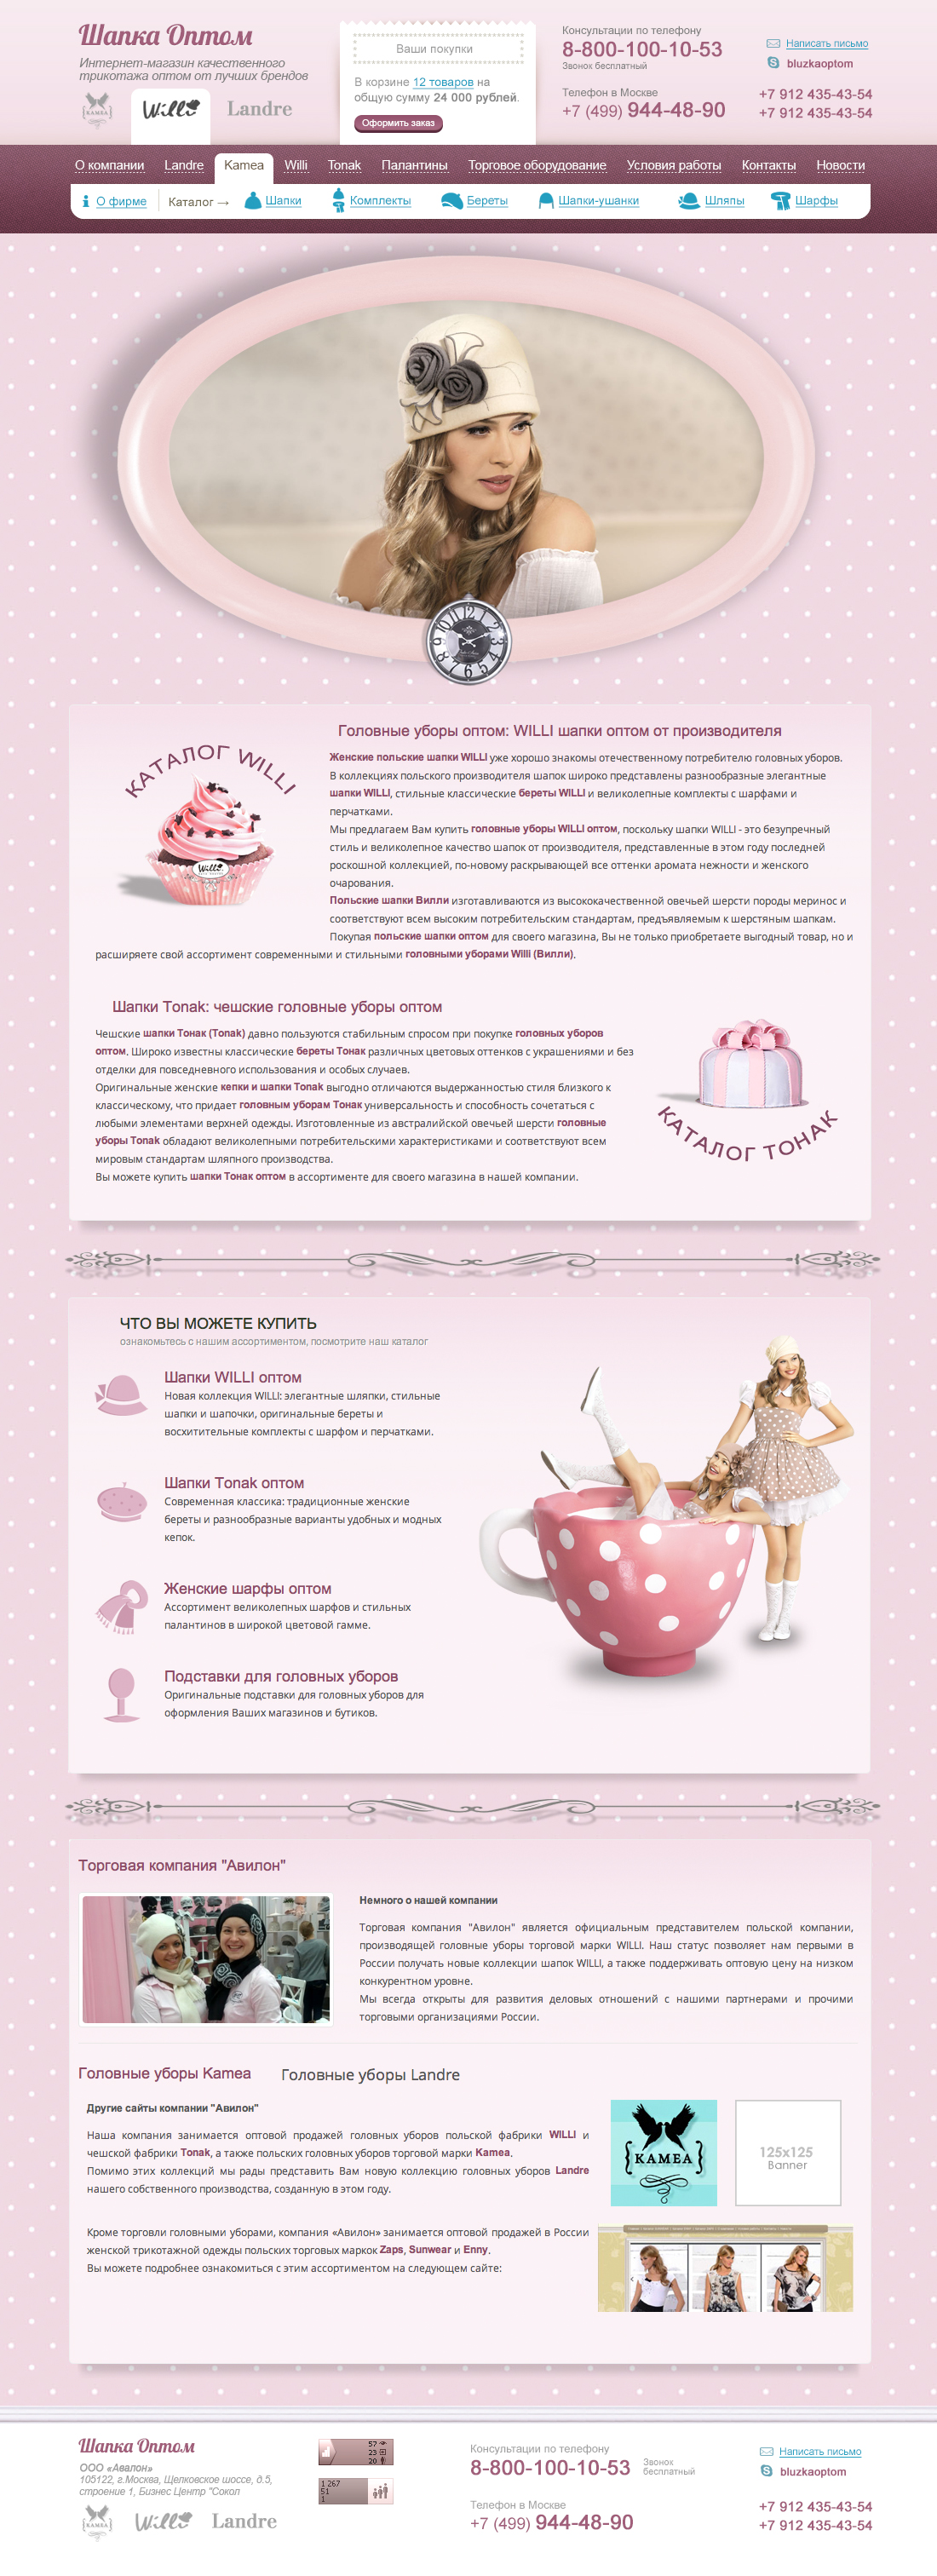 Шапка Оптом
Интернет-магазин качественного
трикотажа оптом от лучших брендов
KAMEA
Willi
Landre
Ваши покупки
В корзине 12 товаров на
общую сумму 24 000 рублей.
Оформить заказ
Консультации по телефону
8-800-100-10-53
Звонок бесплатный
Телефон в Москве
+7 (499) 944-48-90
Написать письмо
bluzkaoptom
+7 912 435-43-54
+7 912 435-43-54
О компании Landre Kamea Willi Tonak Палантины Торговое оборудование Условия работы Контакты Новости
О фирме Каталог → Шапки Комплекты Береты Шапки-ушанки Шляпы Шарфы
КАТАЛОГ WILLI
Willi
Головные уборы оптом: WILLI шапки оптом от производителя
Женские польские шапки WILLI уже хорошо знакомы отечественному потребителю головных уборов.
В коллекциях польского производителя шапок широко представлены разнообразные элегантные
шапки WILLI, стильные классические береты WILLI и великолепные комплекты с шарфами и
перчатками.
Мы предлагаем Вам купить головные уборы WILLI оптом, поскольку шапки WILLI - это безупречный
стиль и великолепное качество шапок от производителя, представленные в этом году последней
роскошной коллекцией, по-новому раскрывающей все оттенки аромата нежности и женского
очарования.
Польские шапки Вилли изготавливаются из высококачественной овечьей шерсти породы меринос и
соответствуют всем высоким потребительским стандартам, предъявляемым к шерстяным шапкам.
Покупая польские шапки оптом для своего магазина, Вы не только приобретаете выгодный товар, но и
расширяете свой ассортимент современными и стильными головными уборами Willi (Вилли).
Шапки Tonak: чешские головные уборы оптом
Чешские шапки Тонак (Tonak) давно пользуются стабильным спросом при покупке головных уборов
оптом. Широко известны классические береты Тонак различных цветовых оттенков с украшениями и без
отделки для повседневного использования и особых случаев.
Оригинальные женские кепки и шапки Tonak выгодно отличаются выдержанностью стиля близкого к
классическому, что придает головным уборам Тонак универсальность и способность сочетаться с
любыми элементами верхней одежды. Изготовленные из австралийской овечьей шерсти головные
уборы Tonak обладают великолепными потребительскими характеристиками и соответствуют всем
мировым стандартам шляпного производства.
Вы можете купить шапки Тонак оптом в ассортименте для своего магазина в нашей компании.
КАТАЛОГ ТОНАК
ЧТО ВЫ МОЖЕТЕ КУПИТЬ
ознакомьтесь с нашим ассортиментом, посмотрите наш каталог
Шапки WILLI оптом
Новая коллекция WILLI: элегантные шляпки, стильные
шапки и шапочки, оригинальные береты и
восхитительные комплекты с шарфом и перчатками.
Шапки Tonak оптом
Современная классика: традиционные женские
береты и разнообразные варианты удобных и модных
кепок.
Женские шарфы оптом
Ассортимент великолепных шарфов и стильных
палантинов в широкой цветовой гамме.
Подставки для головных уборов
Оригинальные подставки для головных уборов для
оформления Ваших магазинов и бутиков.
Торговая компания "Авилон"
Немного о нашей компании
Торговая компания "Авилон" является официальным представителем польской компании,
производящей головные уборы торговой марки WILLI. Наш статус позволяет нам первыми в
России получать новые коллекции шапок WILLI, а также поддерживать оптовую цену на низком
конкурентном уровне.
Мы всегда открыты для развития деловых отношений с нашими партнерами и прочими
торговыми организациями России.
Головные уборы Kamea Головные уборы Landre
Другие сайты компании "Авилон"
Наша компания занимается оптовой продажей головных уборов польской фабрики WILLI и
чешской фабрики Tonak, а также польских головных уборов торговой марки Kamea.
Помимо этих коллекций мы рады представить Вам новую коллекцию головных уборов Landre
нашего собственного производства, созданную в этом году.
Кроме торговли головными уборами, компания «Авилон» занимается оптовой продажей в России
женской трикотажной одежды польских торговых марок Zaps, Sunwear и Enny.
Вы можете подробнее ознакомиться с этим ассортиментом на следующем сайте:
KAMEA
125x125
Banner
Шапка Оптом
ООО «Авалон»
105122, г.Москва, Щелковское шоссе, д.5,
строение 1, Бизнес Центр "Сокол
KAMEA
Willi
Landre
57
23
20
1 267
51
1
Консультации по телефону
8-800-100-10-53
Звонок
бесплатный
Телефон в Москве
+7 (499) 944-48-90
Написать письмо
bluzkaoptom
+7 912 435-43-54
+7 912 435-43-54